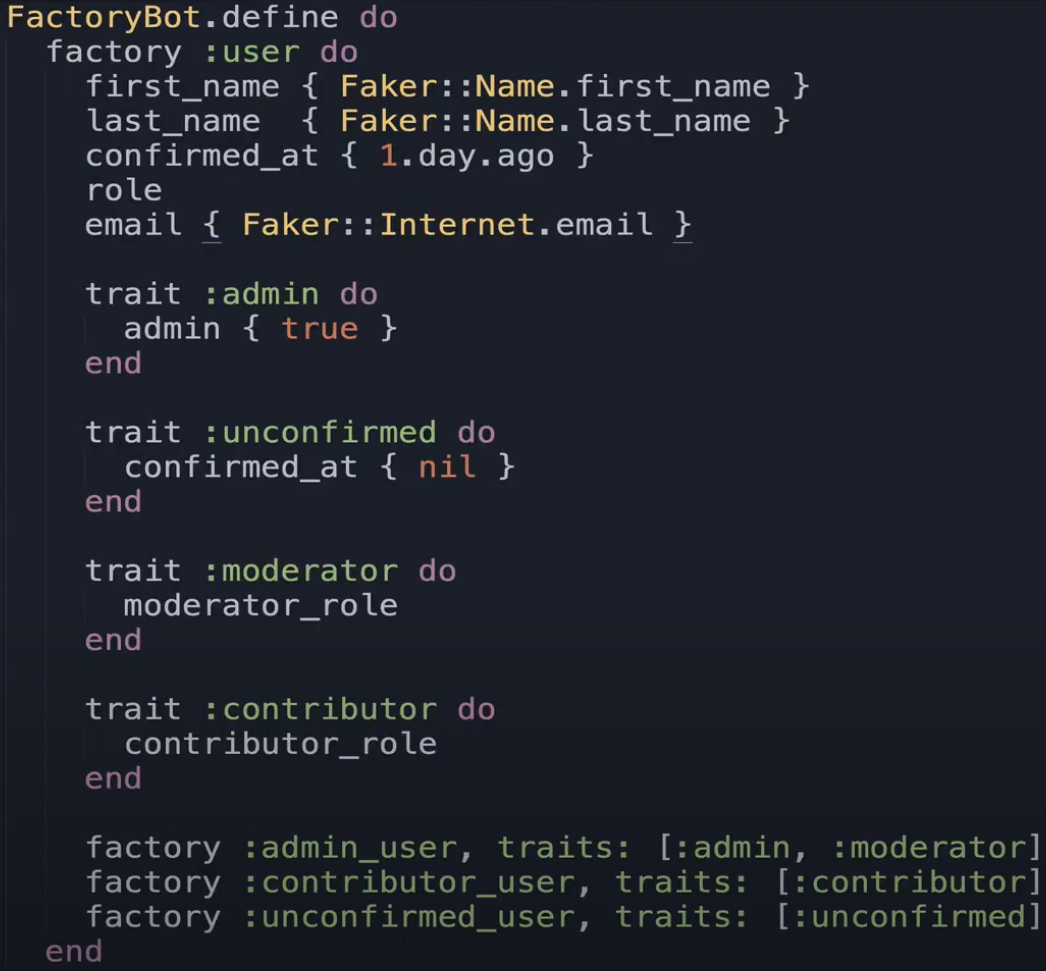 FactoryBot.define do
  factory :user do
    first_name { Faker::Name.first_name }
    last_name  { Faker::Name.last_name }
    confirmed_at { 1.day.ago }
    role
    email { Faker::Internet.email }

    trait :admin do
      admin { true }
    end

    trait :unconfirmed do
      confirmed_at { nil }
    end

    trait :moderator do
      moderator_role
    end

    trait :contributor do
      contributor_role
    end

    factory :admin_user, traits: [:admin, :moderator]
    factory :contributor_user, traits: [:contributor]
    factory :unconfirmed_user, traits: [:unconfirmed]
  end